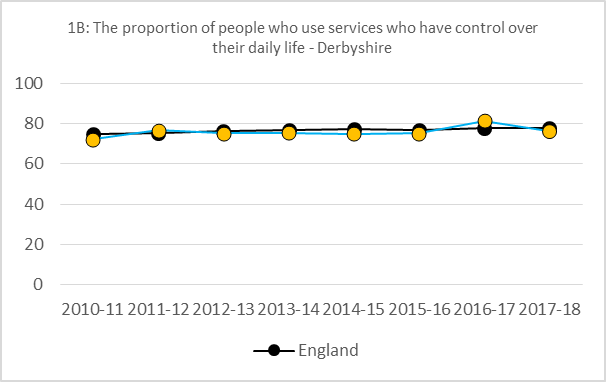 1B: The proportion of people who use services who have control over
their daily life - Derbyshire
100
80
60
40
20
0
2010-11 2011-12 2012-13 2013-14 2014-15 2015-16 2016-17 2017-18
England